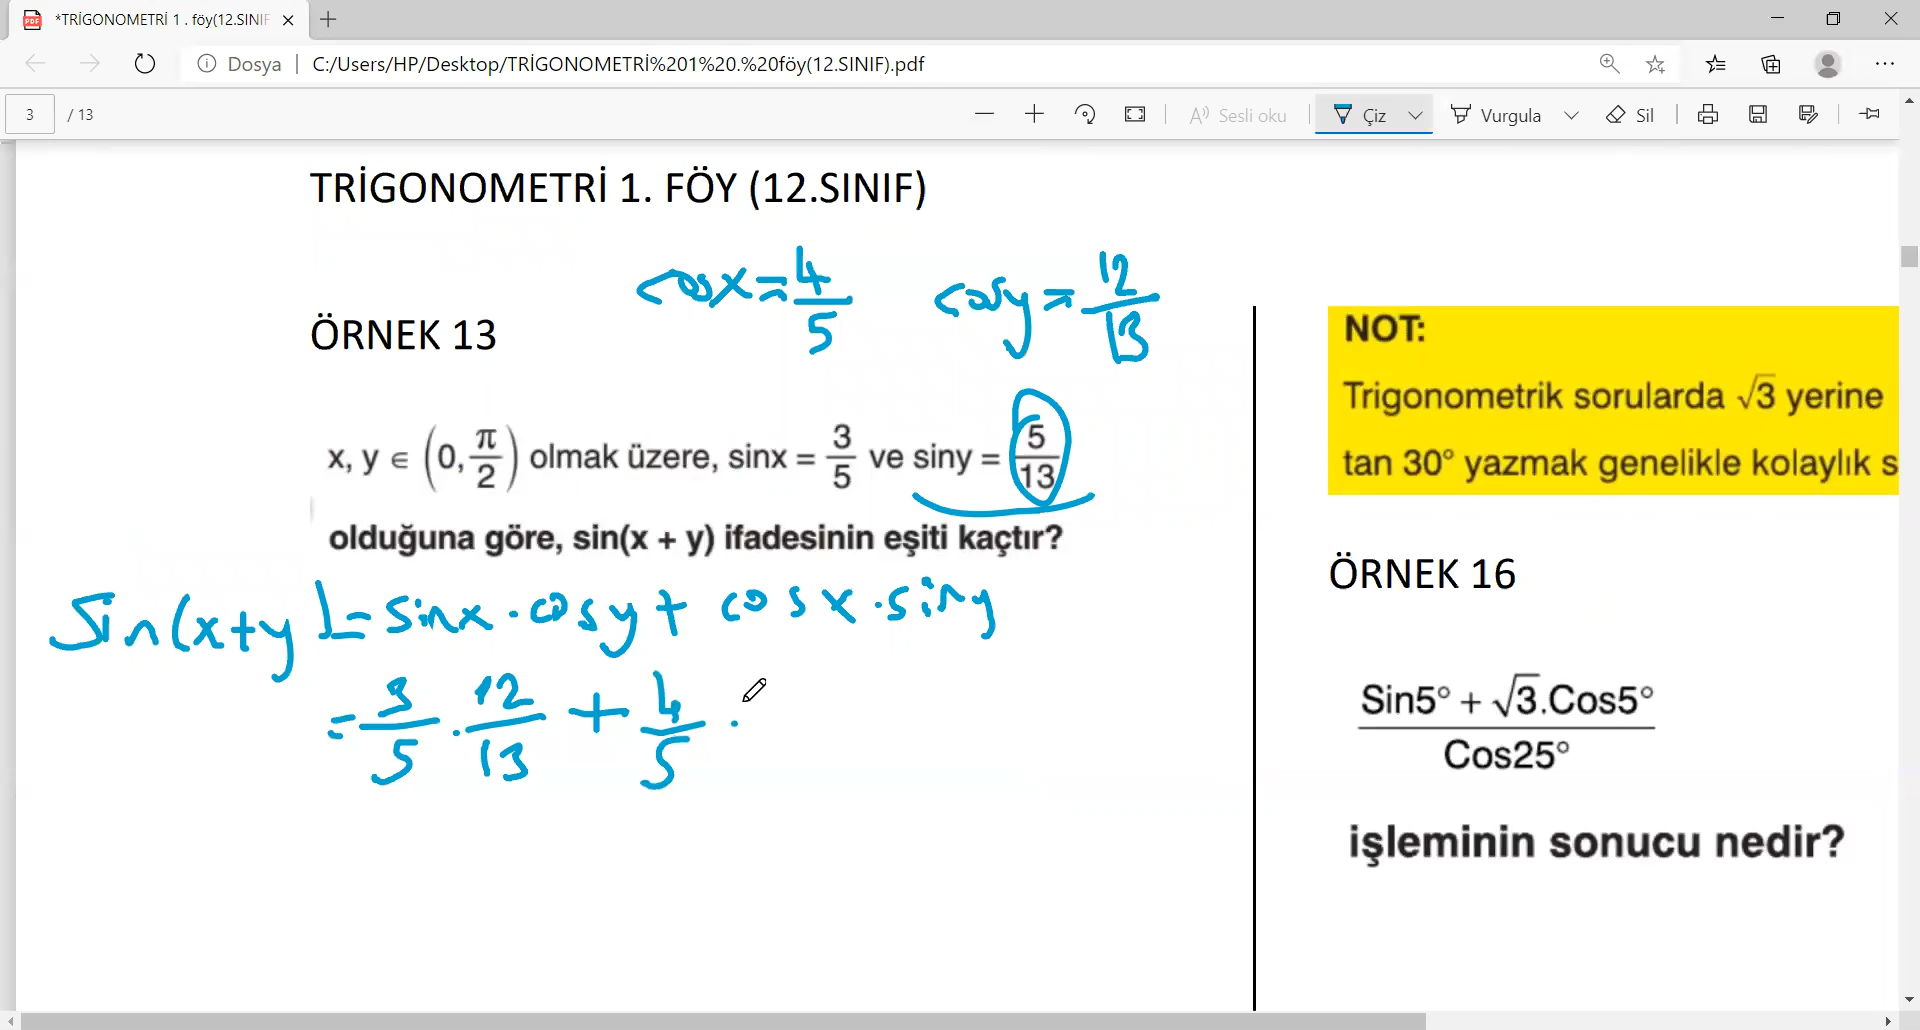 *TRİGONOMETRİ 1 . föy(12.SINIF
Dosya | C:/Users/HP/Desktop/TRİGONOMETRİ%201%20.%20föy(12.SINIF).pdf
3 / 13 Sesli oku Çiz Vurgula Sil
TRİGONOMETRİ 1. FÖY (12.SINIF)
cosx = 4/5 cosy = 12/13
ÖRNEK 13
x, y ∈ (0, π/2) olmak üzere, sinx = 3/5 ve siny = 5/13
olduğuna göre, sin(x + y) ifadesinin eşiti kaçtır?
Sin(x+y) = sinx · cosy + cosx · siny
= 3/5 · 12/13 + 4/5 ·
NOT:
Trigonometrik sorularda √3 yerine
tan 30° yazmak genelikle kolaylık s
ÖRNEK 16
Sin5° + √3.Cos5°
Cos25°
işleminin sonucu nedir?